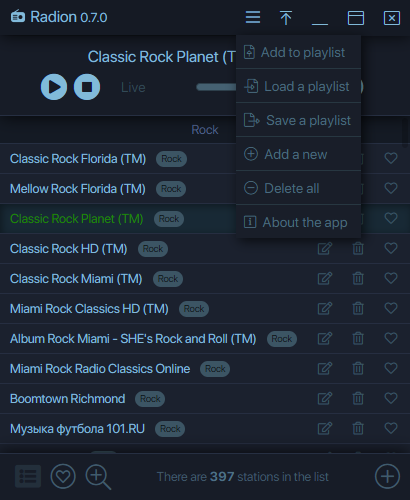 Radion 0.7.0
Classic Rock Planet (T
Live
Add to playlist
Load a playlist
Save a playlist
Add a new
Delete all
About the app
Rock
Classic Rock Florida (TM) Rock
Mellow Rock Florida (TM) Rock
Classic Rock Planet (TM) Rock
Classic Rock HD (TM) Rock
Classic Rock Miami (TM) Rock
Miami Rock Classics HD (TM) Rock
Album Rock Miami - SHE's Rock and Roll (TM) Rock
Miami Rock Radio Classics Online Rock
Boomtown Richmond Rock
Музыка футбола 101.RU Rock
There are 397 stations in the list